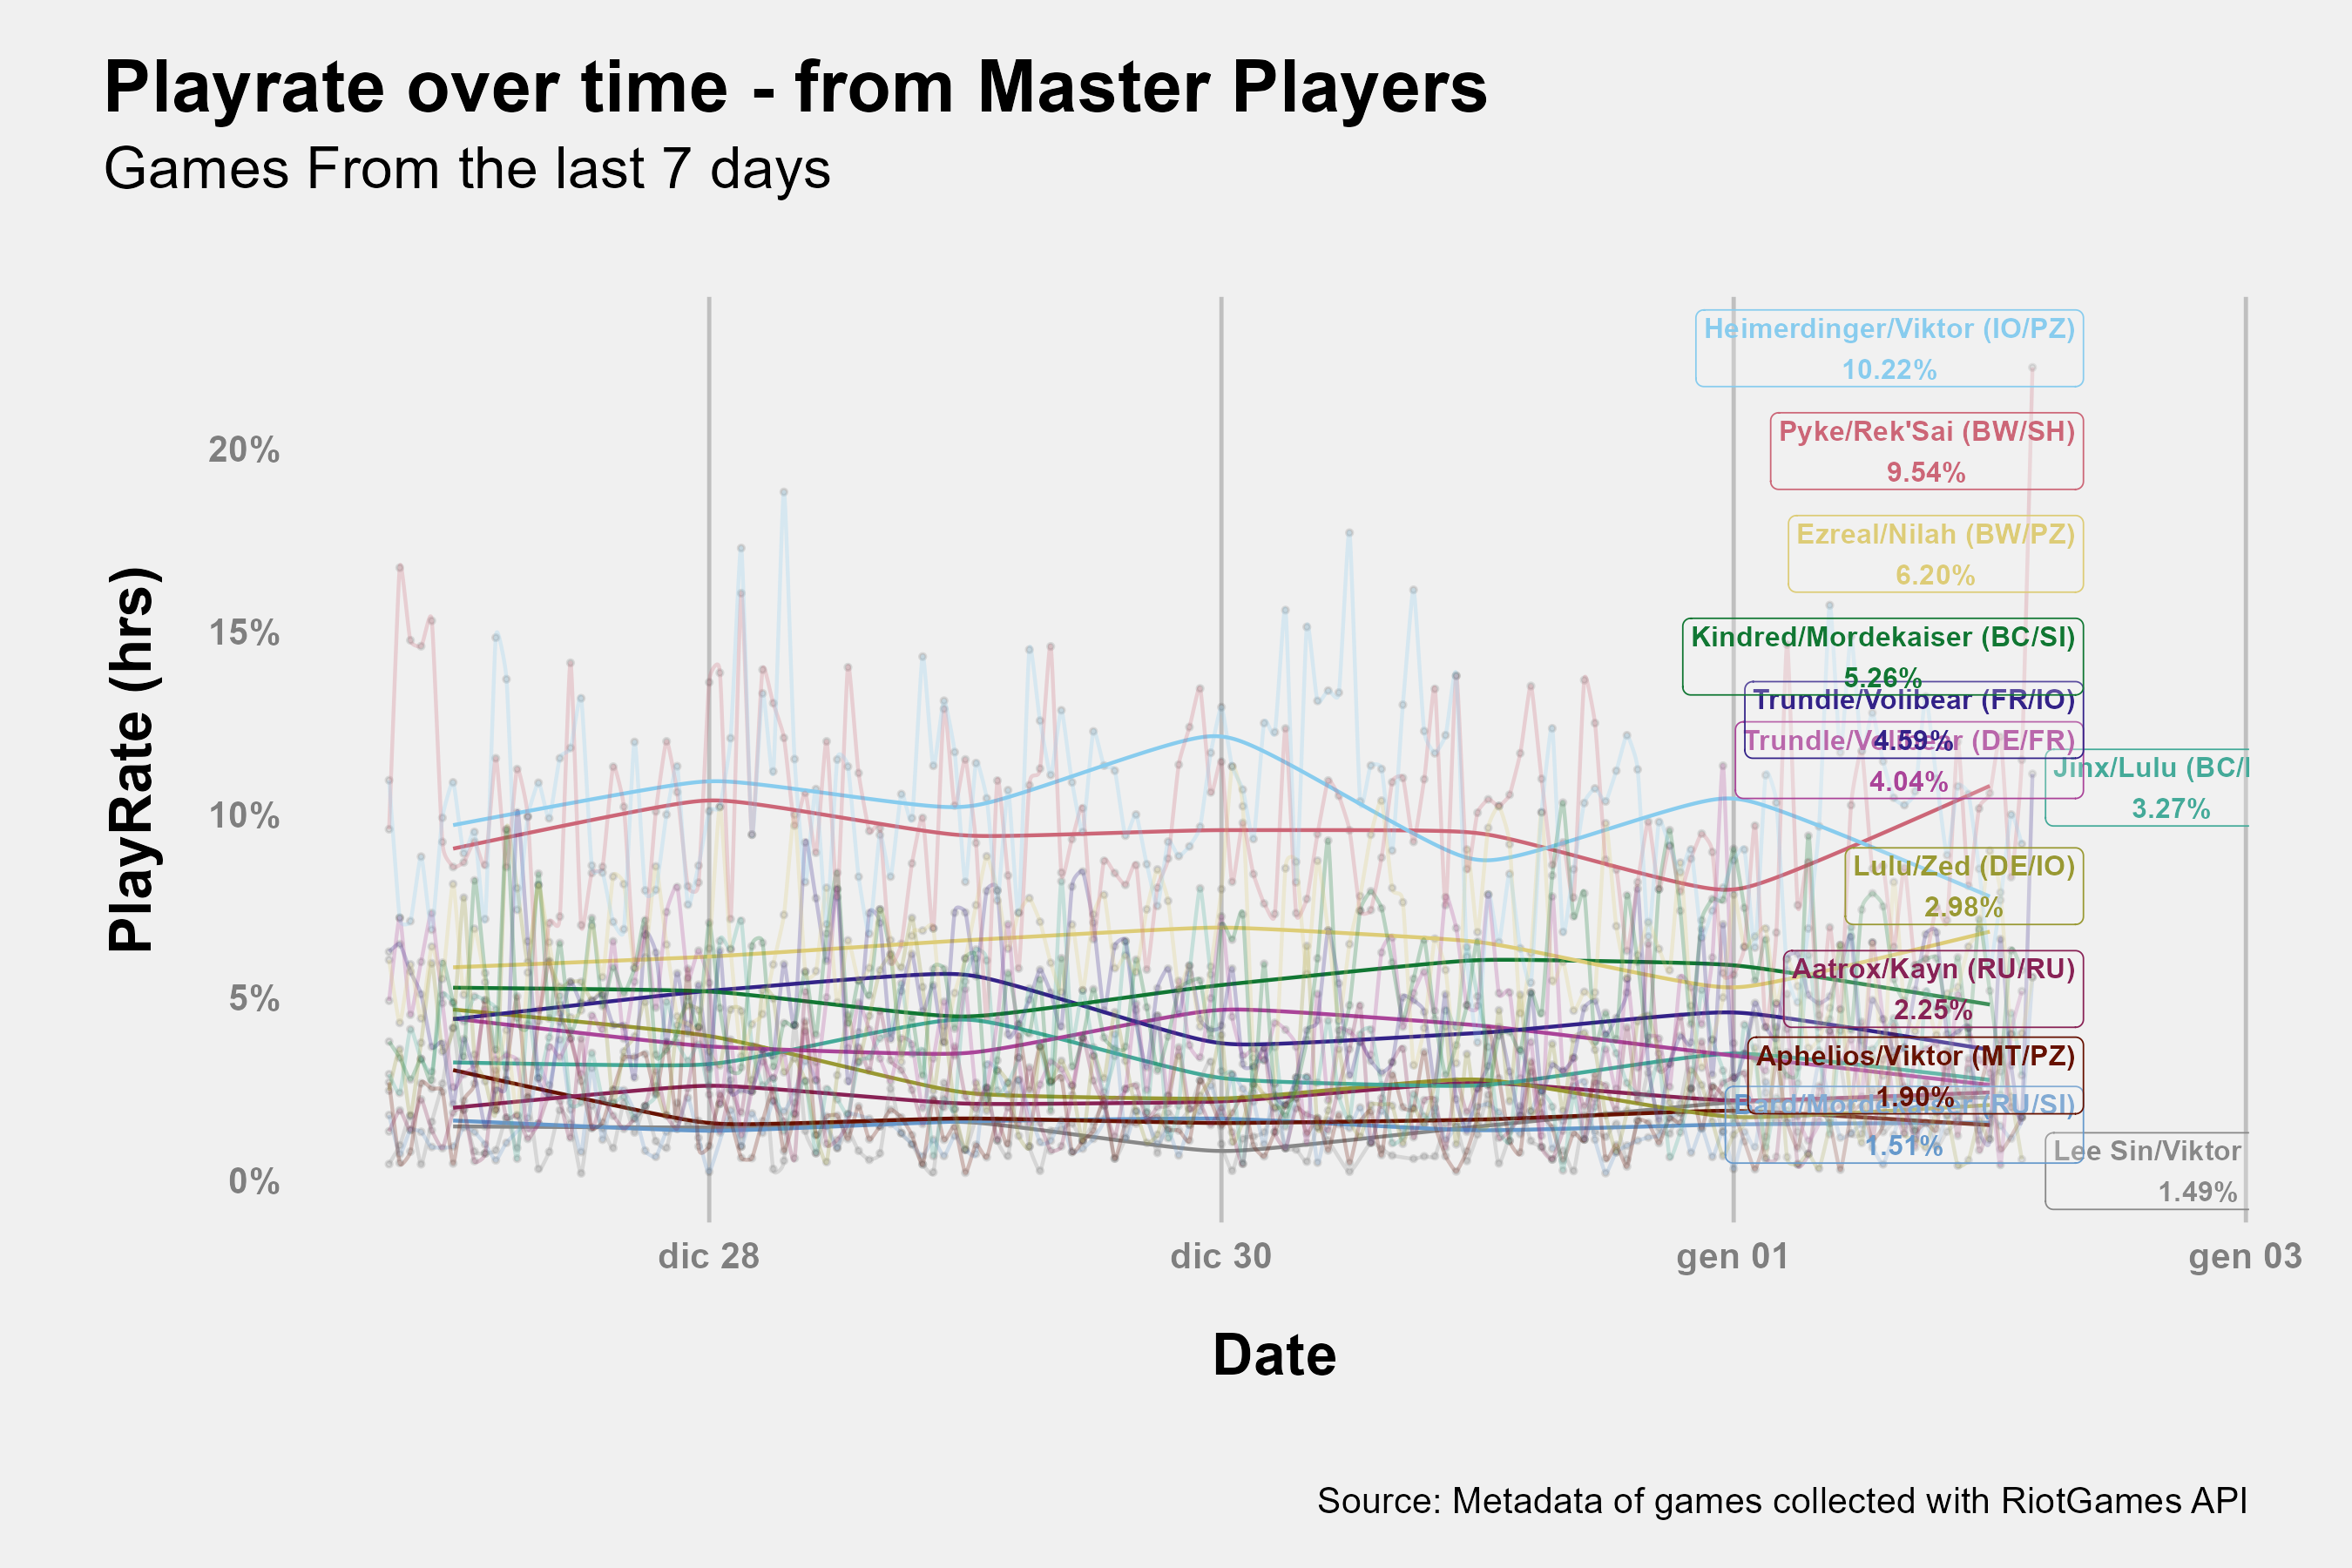 Playrate over time - from Master Players
Games From the last 7 days
PlayRate (hrs)
20%
15%
10%
5%
0%
Heimerdinger/Viktor (IO/PZ)
10.22%
Pyke/Rek'Sai (BW/SH)
9.54%
Ezreal/Nilah (BW/PZ)
6.20%
Kindred/Mordekaiser (BC/SI)
5.26%
Trundle/Volibear (FR/IO)
4.59%
Trundle/Volibear (DE/FR)
4.04%
Jinx/Lulu (BC/
3.27%
Lulu/Zed (DE/IO)
2.98%
Aatrox/Kayn (RU/RU)
2.25%
Aphelios/Viktor (MT/PZ)
1.90%
Bard/Mordekaiser (RU/SI)
1.51%
Lee Sin/Viktor
1.49%
dic 28
dic 30
gen 01
gen 03
Date
Source: Metadata of games collected with RiotGames API